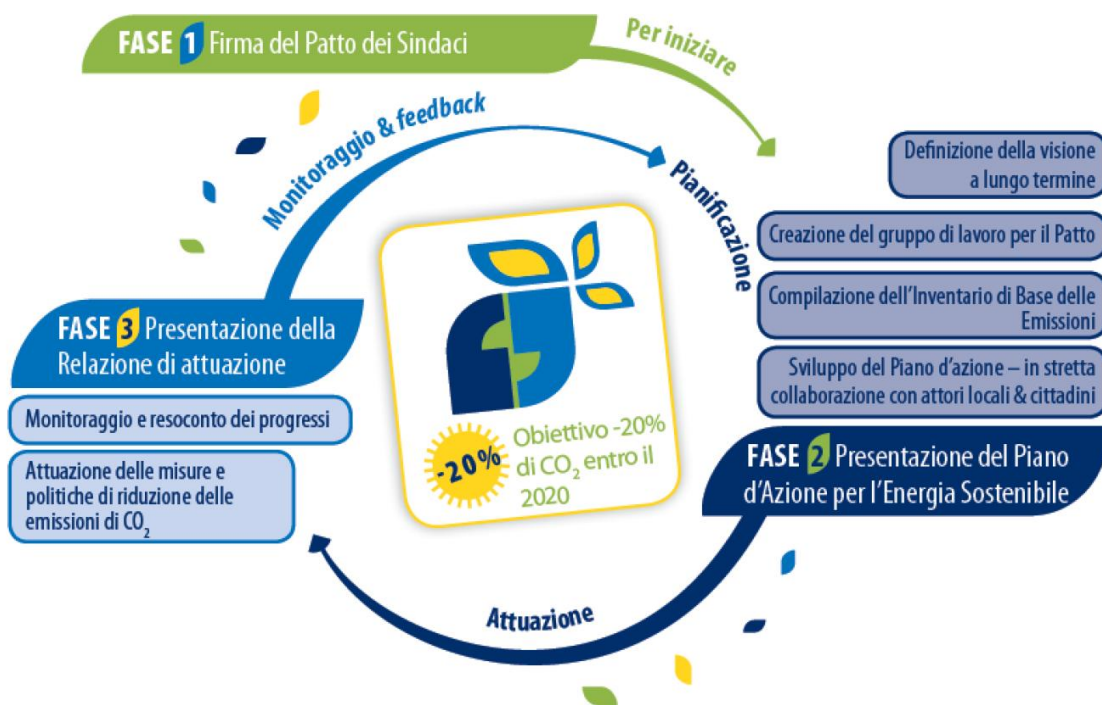 FASE 1 Firma del Patto dei Sindaci
Per iniziare
Monitoraggio & feedback
Pianificazione
Definizione della visione
a lungo termine
Creazione del gruppo di lavoro per il Patto
Compilazione dell'Inventario di Base delle
Emissioni
Sviluppo del Piano d'azione – in stretta
collaborazione con attori locali & cittadini
FASE 2 Presentazione del Piano
d'Azione per l'Energia Sostenibile
Attuazione
FASE 3 Presentazione della
Relazione di attuazione
Monitoraggio e resoconto dei progressi
Attuazione delle misure e
politiche di riduzione delle
emissioni di CO₂
-20%
Obiettivo -20%
di CO₂ entro il
2020